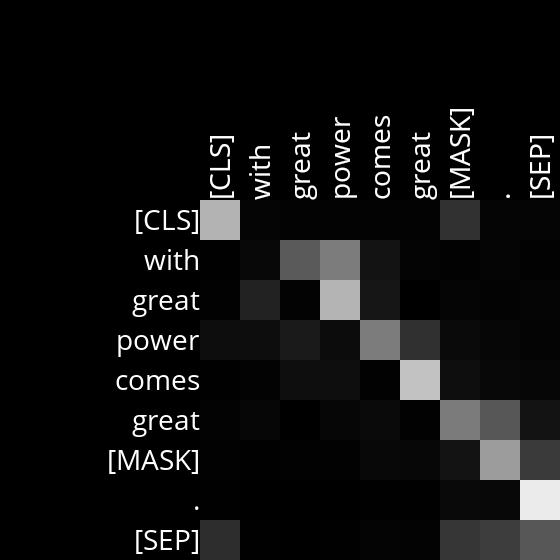 [CLS] with great power comes great [MASK] . [SEP]
[CLS]
with
great
power
comes
great
[MASK]
.
[SEP]